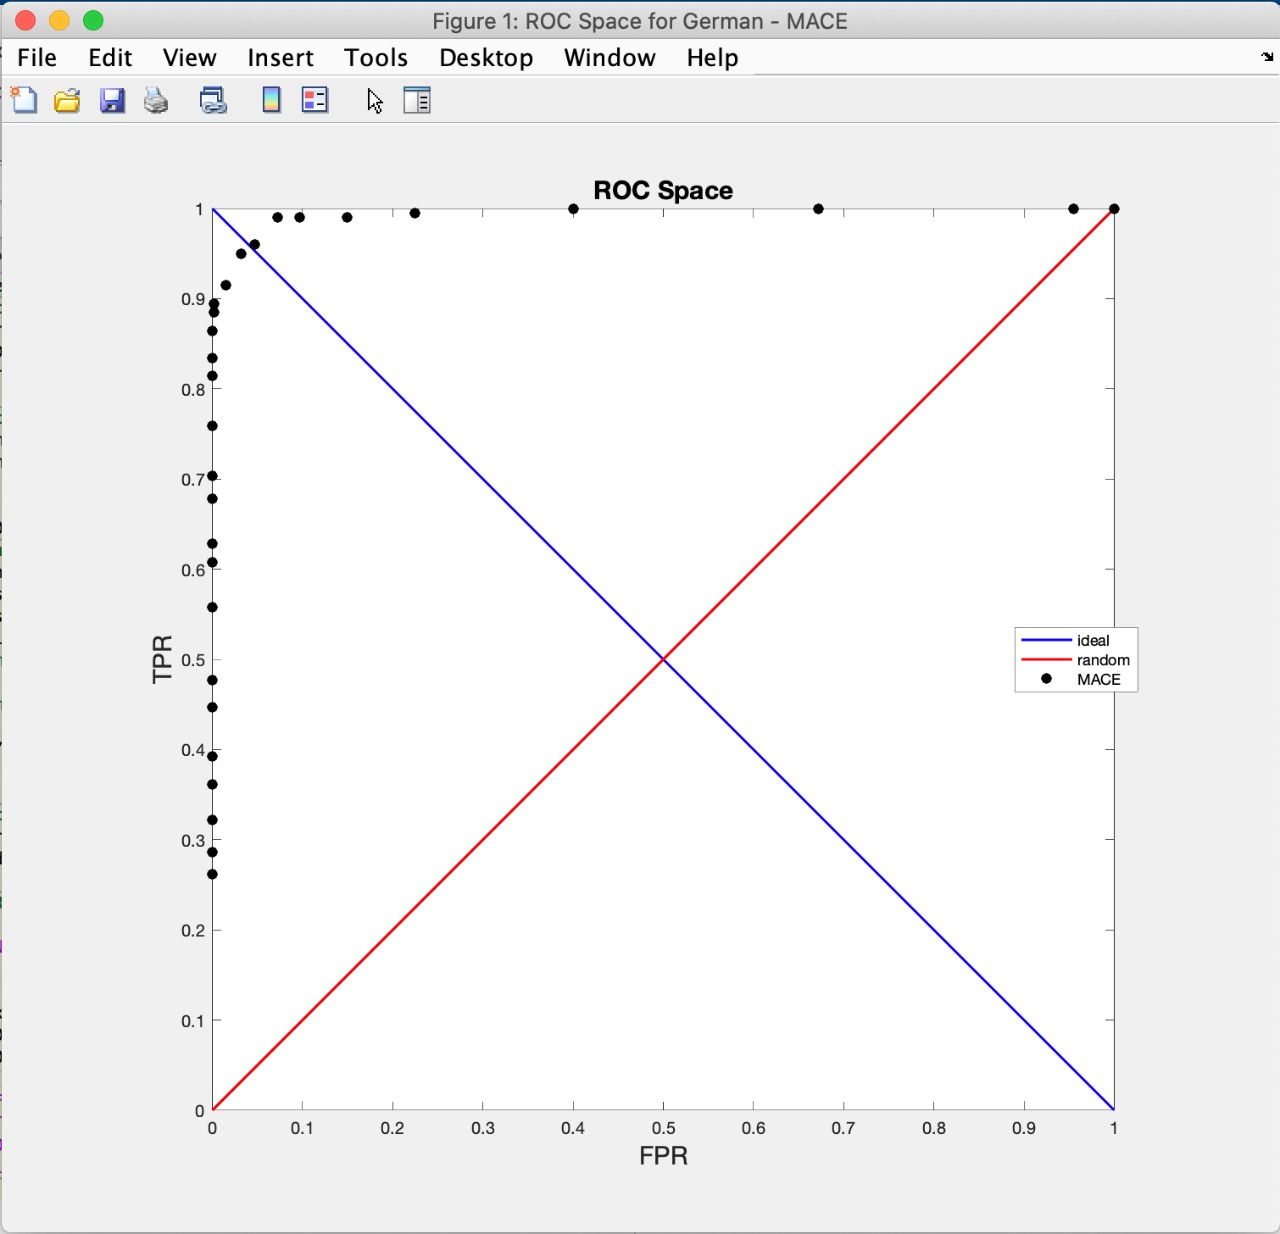 Figure 1: ROC Space for German - MACE
File Edit View Insert Tools Desktop Window Help
ROC Space
1
0.9
0.8
0.7
0.6
0.5
0.4
0.3
0.2
0.1
0
TPR
0 0.1 0.2 0.3 0.4 0.5 0.6 0.7 0.8 0.9 1
FPR
ideal
random
MACE